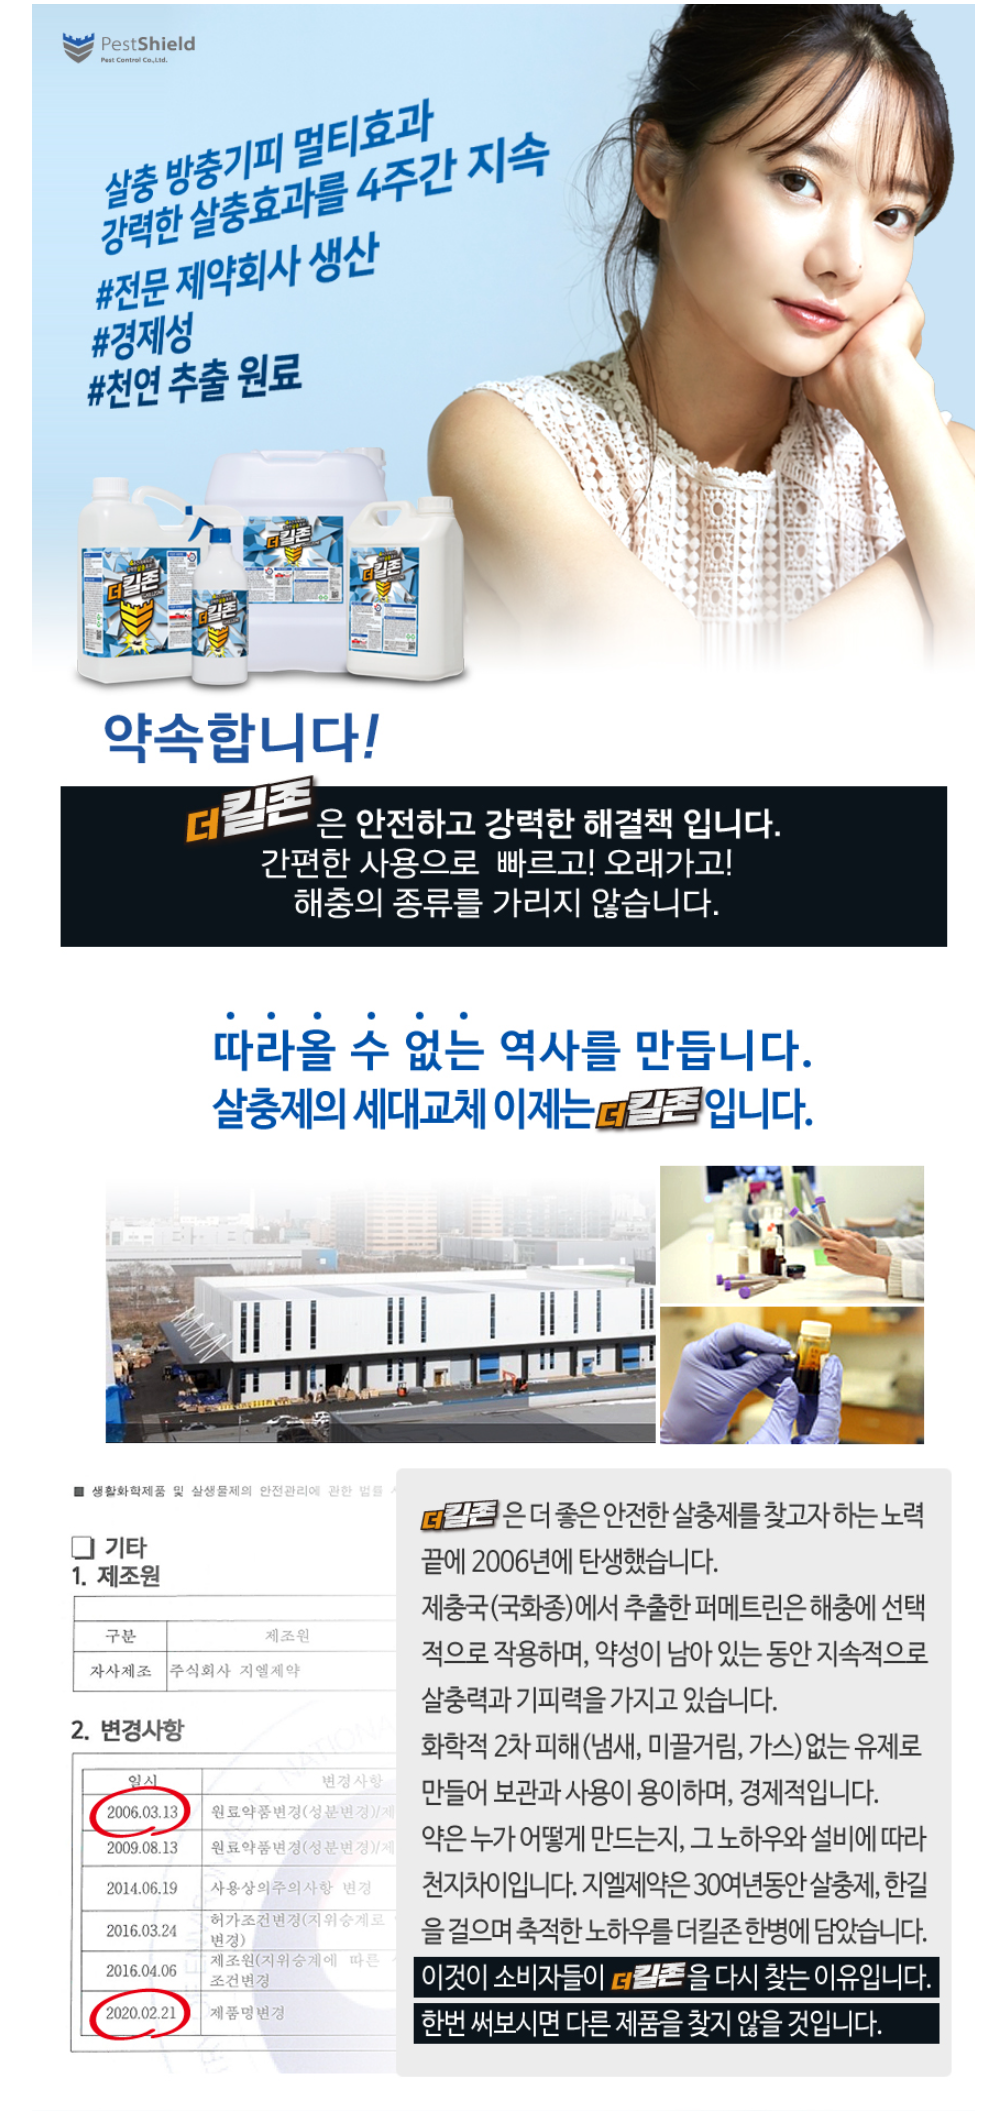 PestShield
Pest Control Co.,Ltd.
살충 방충기피 멀티효과
강력한 살충효과를 4주간 지속
#전문 제약회사 생산
#경제성
#천연 추출 원료
더킬존
더킬존
더킬존
더킬존
약속합니다!
더킬존은 안전하고 강력한 해결책 입니다.
간편한 사용으로 빠르고! 오래가고!
해충의 종류를 가리지 않습니다.
따라올 수 없는 역사를 만듭니다.
살충제의 세대교체 이제는 더킬존입니다.
■ 생활화학제품 및 살생물제의 안전관리에 관한 법률
❏ 기타
1. 제조원
구분 제조원
자사제조 주식회사 지엘제약
2. 변경사항
일시 변경사항
2006.03.13 원료약품변경(성분변경)/제
2009.08.13 원료약품변경(성분변경)/제
2014.06.19 사용상의주의사항 변경
2016.03.24 허가조건변경(지위승계로
변경)
2016.04.06 제조원(지위승계에 따른
조건변경
2020.02.21 제품명변경
더킬존은 더 좋은 안전한 살충제를 찾고자 하는 노력
끝에 2006년에 탄생했습니다.
제충국(국화종)에서 추출한 퍼메트린은 해충에 선택
적으로 작용하며, 약성이 남아 있는 동안 지속적으로
살충력과 기피력을 가지고 있습니다.
화학적 2차 피해(냄새, 미끌거림, 가스)없는 유제로
만들어 보관과 사용이 용이하며, 경제적입니다.
약은 누가 어떻게 만드는지, 그 노하우와 설비에 따라
천지차이입니다. 지엘제약은 30여년동안 살충제, 한길
을 걸으며 축적한 노하우를 더킬존 한병에 담았습니다.
이것이 소비자들이 더킬존을 다시 찾는 이유입니다.
한번 써보시면 다른 제품을 찾지 않을 것입니다.